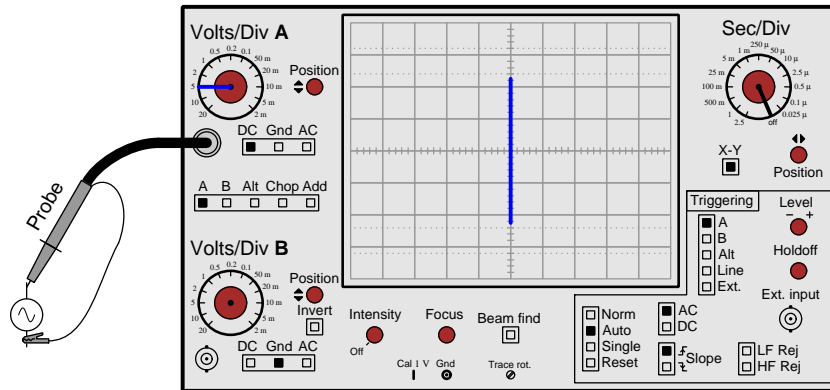 Volts/Div A
0.5 0.2 0.1
1 50 m
2 20 m
5 10 m
10 5 m
20 2 m
Position
DC Gnd AC
A B Alt Chop Add
Probe
Volts/Div B
0.5 0.2 0.1
1 50 m
2 20 m
5 10 m
10 5 m
20 2 m
Position
Invert
DC Gnd AC
Intensity
Off
Focus
Beam find
Cal 1 V Gnd Trace rot.
Sec/Div
250 µ
1 m 50 µ
5 m 10 µ
25 m 2.5 µ
100 m 0.5 µ
500 m 0.1 µ
2.5 0.025 µ
off
X-Y
Position
Triggering
A
B
Alt
Line
Ext.
Level
− +
Holdoff
Ext. input
Norm
Auto
Single
Reset
AC
DC
Slope
LF Rej
HF Rej